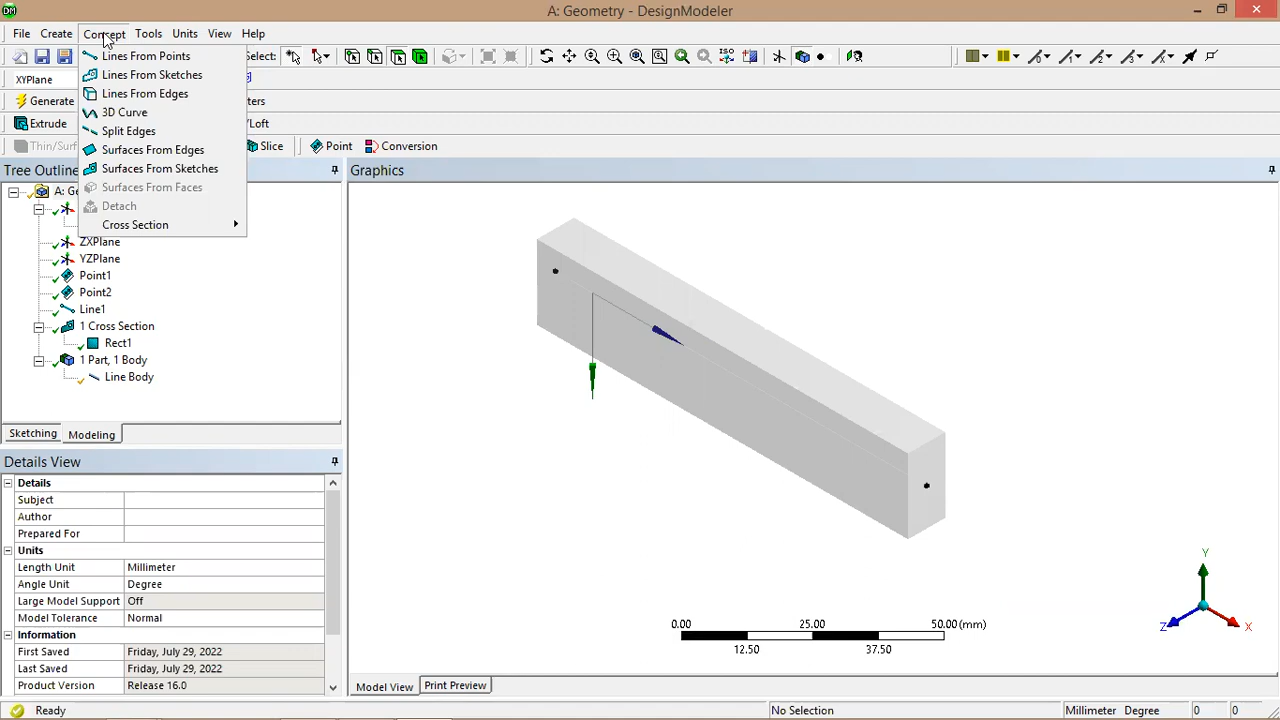 A: Geometry - DesignModeler
File Create Concept Tools Units View Help
Select:
XYPlane
Generate
Extrude
Thin/Surf
Slice
Point
Conversion
Lines From Points
Lines From Sketches
Lines From Edges
3D Curve
Split Edges
Surfaces From Edges
Surfaces From Sketches
Surfaces From Faces
Detach
Cross Section
Tree Outline
A: Ge
ZXPlane
YZPlane
Point1
Point2
Line1
1 Cross Section
Rect1
1 Part, 1 Body
Line Body
Sketching Modeling
Details View
Details
Subject
Author
Prepared For
Units
Length Unit Millimeter
Angle Unit Degree
Large Model Support Off
Model Tolerance Normal
Information
First Saved Friday, July 29, 2022
Last Saved Friday, July 29, 2022
Product Version Release 16.0
Graphics
Y
Z
X
0.00 25.00 50.00 (mm)
12.50 37.50
Model View Print Preview
Ready No Selection Millimeter Degree 0 0